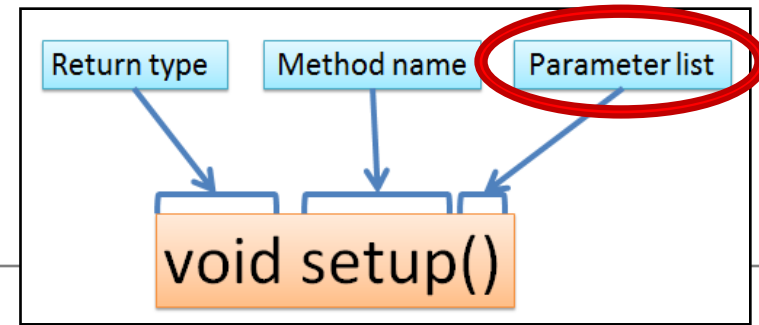 Return type
Method name
Parameter list
void setup()